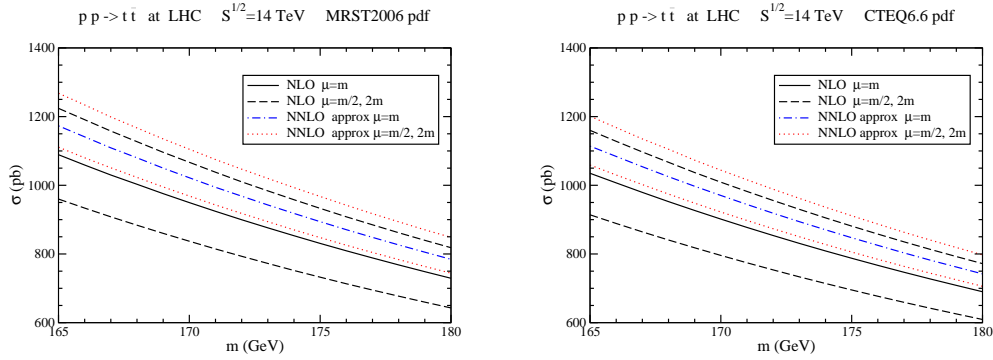 p p -> t t̄ at LHC S^1/2=14 TeV MRST2006 pdf
1400
1200
1000
800
600
σ (pb)
NLO μ=m
NLO μ=m/2, 2m
NNLO approx μ=m
NNLO approx μ=m/2, 2m
165
170
175
180
m (GeV)
p p -> t t̄ at LHC S^1/2=14 TeV CTEQ6.6 pdf
1400
1200
1000
800
600
σ (pb)
NLO μ=m
NLO μ=m/2, 2m
NNLO approx μ=m
NNLO approx μ=m/2, 2m
165
170
175
180
m (GeV)